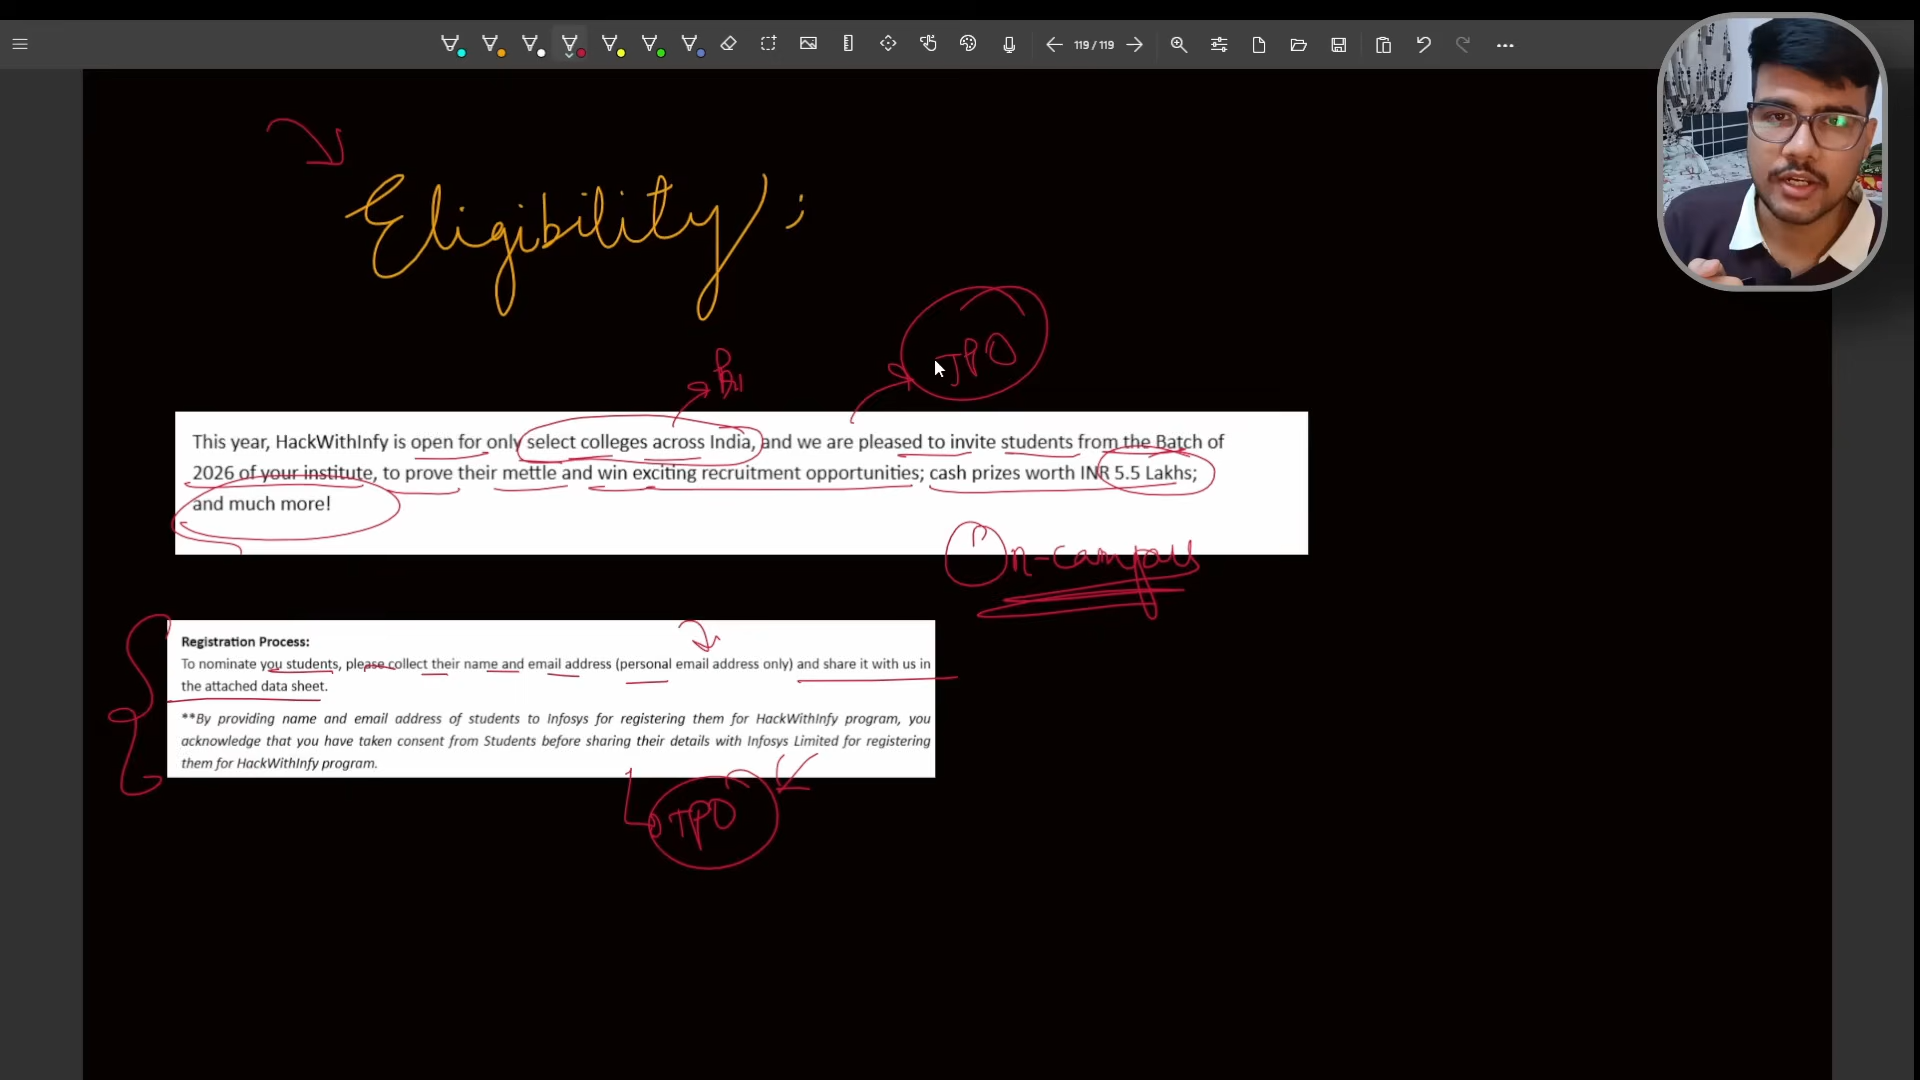 119 / 119
Eligibility :
TPO
This year, HackWithInfy is open for only select colleges across India, and we are pleased to invite students from the Batch of
2026 of your institute, to prove their mettle and win exciting recruitment opportunities; cash prizes worth INR 5.5 Lakhs;
and much more!
On-campus
Registration Process:
To nominate you students, please collect their name and email address (personal email address only) and share it with us in
the attached data sheet.
**By providing name and email address of students to Infosys for registering them for HackWithInfy program, you
acknowledge that you have taken consent from Students before sharing their details with Infosys Limited for registering
them for HackWithInfy program.
TPO